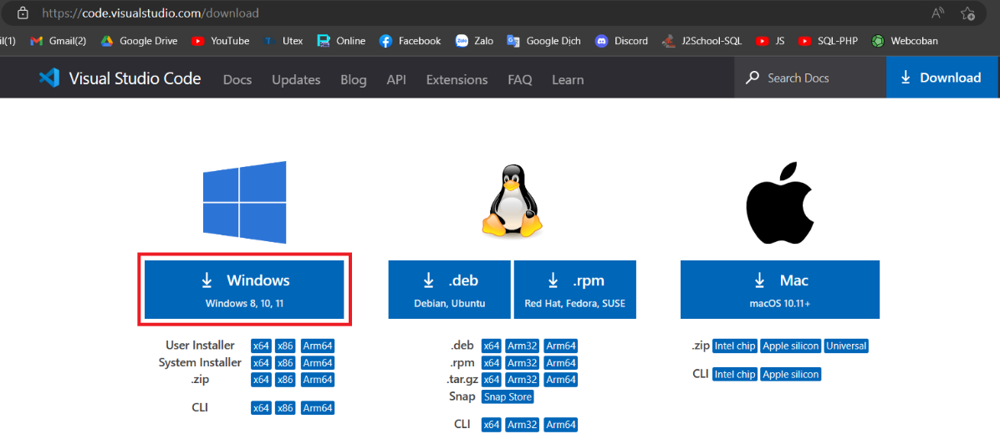 https://code.visualstudio.com/download
il(1) Gmail(2) Google Drive YouTube Utex Online Facebook Zalo Google Dịch Discord J2School-SQL JS SQL-PHP Webcoban
Visual Studio Code Docs Updates Blog API Extensions FAQ Learn Search Docs Download
Windows
Windows 8, 10, 11
User Installer x64 x86 Arm64
System Installer x64 x86 Arm64
.zip x64 x86 Arm64
CLI x64 x86 Arm64
.deb
Debian, Ubuntu
.rpm
Red Hat, Fedora, SUSE
.deb x64 Arm32 Arm64
.rpm x64 Arm32 Arm64
.tar.gz x64 Arm32 Arm64
Snap Snap Store
CLI x64 Arm32 Arm64
Mac
macOS 10.11+
.zip Intel chip Apple silicon Universal
CLI Intel chip Apple silicon